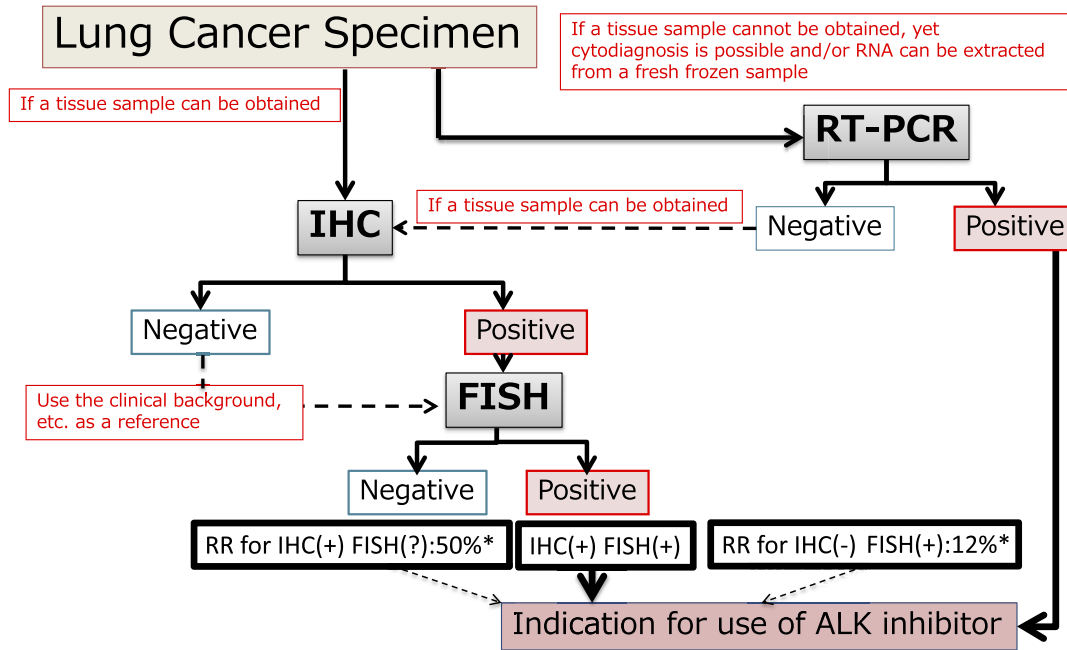 Lung Cancer Specimen
If a tissue sample cannot be obtained, yet
cytodiagnosis is possible and/or RNA can be extracted
from a fresh frozen sample
If a tissue sample can be obtained
RT-PCR
If a tissue sample can be obtained
IHC
Negative
Positive
Negative
Positive
FISH
Use the clinical background,
etc. as a reference
Negative
Positive
RR for IHC(+) FISH(?):50%*
IHC(+) FISH(+)
RR for IHC(-) FISH(+):12%*
Indication for use of ALK inhibitor